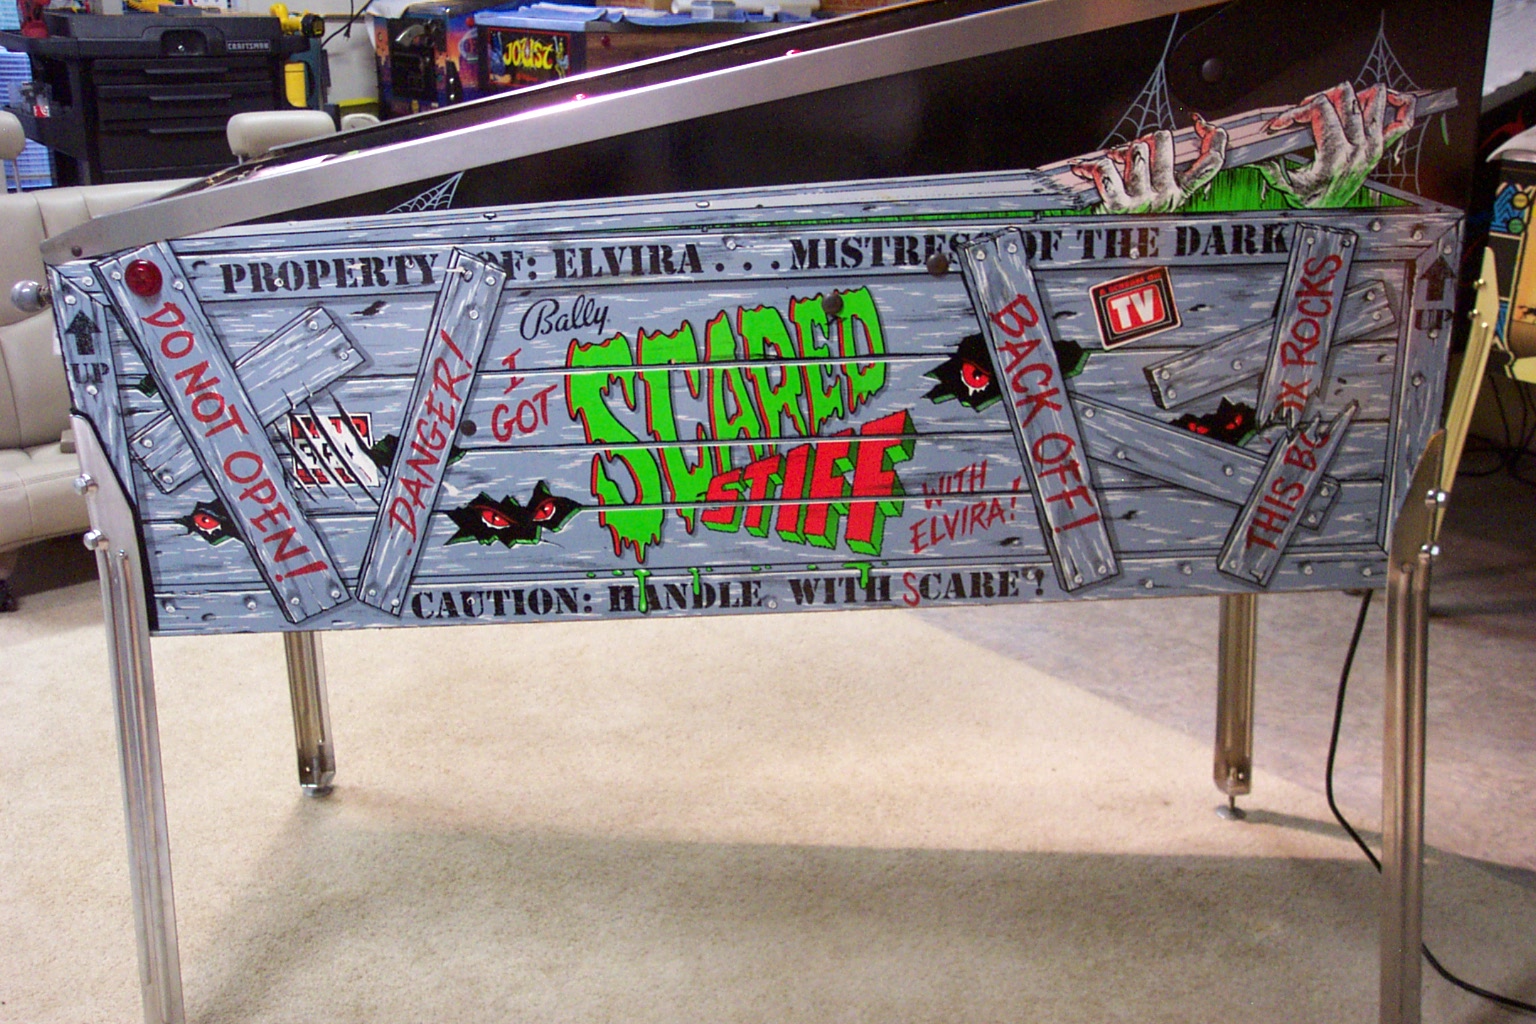 CRAFTSMAN
JOUST
PROPERTY OF: ELVIRA . . . MISTRESS OF THE DARK
UP
DO NOT OPEN!
DANGER!
Bally
I GOT
SCARED
STIFF
WITH
ELVIRA!
BACK OFF!
TV
THIS BOX ROCKS
UP
CAUTION: HANDLE WITH SCARE!